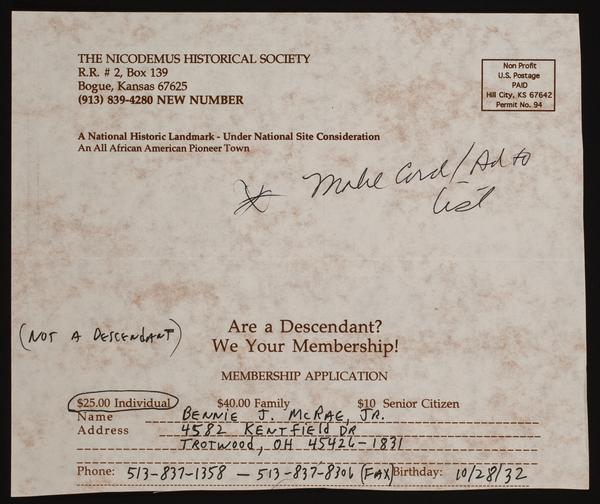 THE NICODEMUS HISTORICAL SOCIETY
R.R. # 2, Box 139
Bogue, Kansas 67625
(913) 839-4280 NEW NUMBER
Non Profit
U.S. Postage
PAID
Hill City, KS 67642
Permit No. 94
A National Historic Landmark - Under National Site Consideration
An All African American Pioneer Town
Make Card/Ad to
List
(NOT A DESCENDANT)
Are a Descendant?
We Your Membership!
MEMBERSHIP APPLICATION
$25.00 Individual $40.00 Family $10 Senior Citizen
Name BENNIE J. McRAE, JR.
Address 4582 KENTFIELD DR
TROTWOOD, OH 45426-1831
Phone: 513-837-1358 - 513-837-8306 (FAX) Birthday: 10/28/32